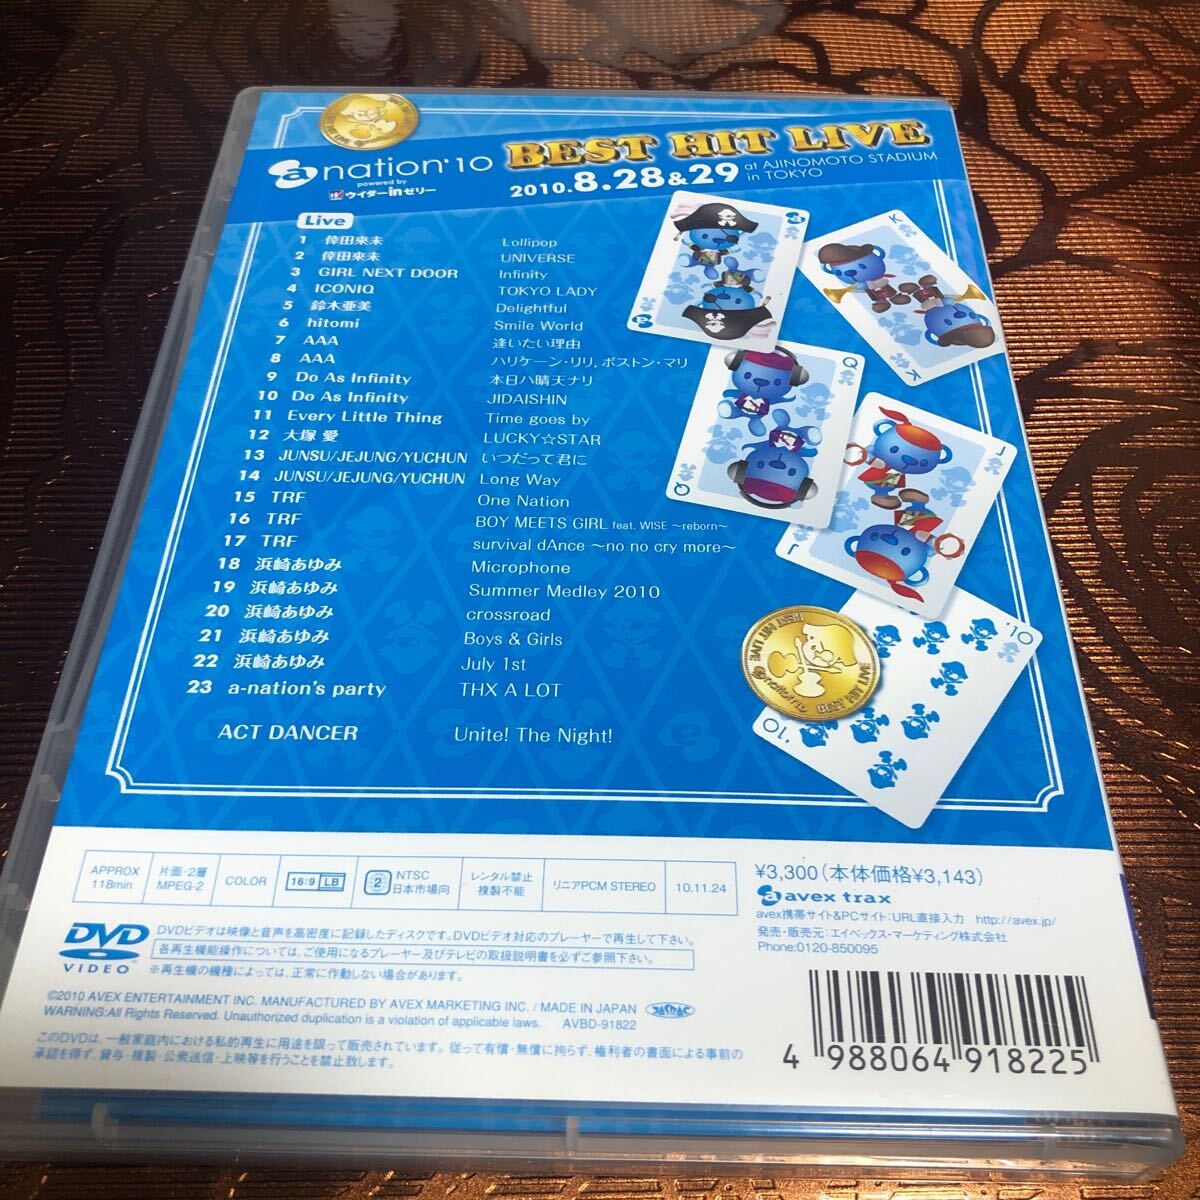 a nation'10
powered by
ウイダーinゼリー
BEST HIT LIVE
2010.8.28&29 at AJINOMOTO STADIUM in TOKYO
Live
1 倖田來未 Lollipop
2 倖田來未 UNIVERSE
3 GIRL NEXT DOOR Infinity
4 ICONIQ TOKYO LADY
5 鈴木亜美 Delightful
6 hitomi Smile World
7 AAA 逢いたい理由
8 AAA ハリケーン・リリ, ボストン・マリ
9 Do As Infinity 本日ハ晴天ナリ
10 Do As Infinity JIDAISHIN
11 Every Little Thing Time goes by
12 大塚 愛 LUCKY☆STAR
13 JUNSU/JEJUNG/YUCHUN いつだって君に
14 JUNSU/JEJUNG/YUCHUN Long Way
15 TRF One Nation
16 TRF BOY MEETS GIRL feat. WISE ～reborn～
17 TRF survival dAnce ～no no cry more～
18 浜崎あゆみ Microphone
19 浜崎あゆみ Summer Medley 2010
20 浜崎あゆみ crossroad
21 浜崎あゆみ Boys & Girls
22 浜崎あゆみ July 1st
23 a-nation's party THX A LOT
ACT DANCER Unite! The Night!
K
K
Q
Q
J
J
'10
'10
BEST HIT LIVE
BEST HIT LIVE
APPROX 118min
片面・2層 MPEG-2
COLOR
16:9 LB
2 NTSC 日本市場向
レンタル禁止 複製不能
リニアPCM STEREO
10.11.24
¥3,300(本体価格¥3,143)
avex trax
avex携帯サイト&PCサイト:URL直接入力 http://avex.jp/
発売・販売元:エイベックス・マーケティング株式会社
Phone:0120-850095
DVD VIDEO
DVDビデオは映像と音声を高密度に記録したディスクです。DVDビデオ対応のプレーヤーで再生して下さい。
各再生機能操作については、ご使用になるプレーヤー及びテレビの取扱説明書を必ずご参照下さい。
※再生機の機種によっては、正常に作動しない場合があります。
©2010 AVEX ENTERTAINMENT INC. MANUFACTURED BY AVEX MARKETING INC. / MADE IN JAPAN
JASRAC
WARNING:All Rights Reserved. Unauthorized duplication is a violation of applicable laws. AVBD-91822
このDVDは、一般家庭内における私的再生に用途を限って販売されています。従って有償・無償に拘らず、権利者の書面による事前の
承諾を得ず、貸与・複製・公衆送信・上映等を行うことを禁止致します。
4 988064 918225